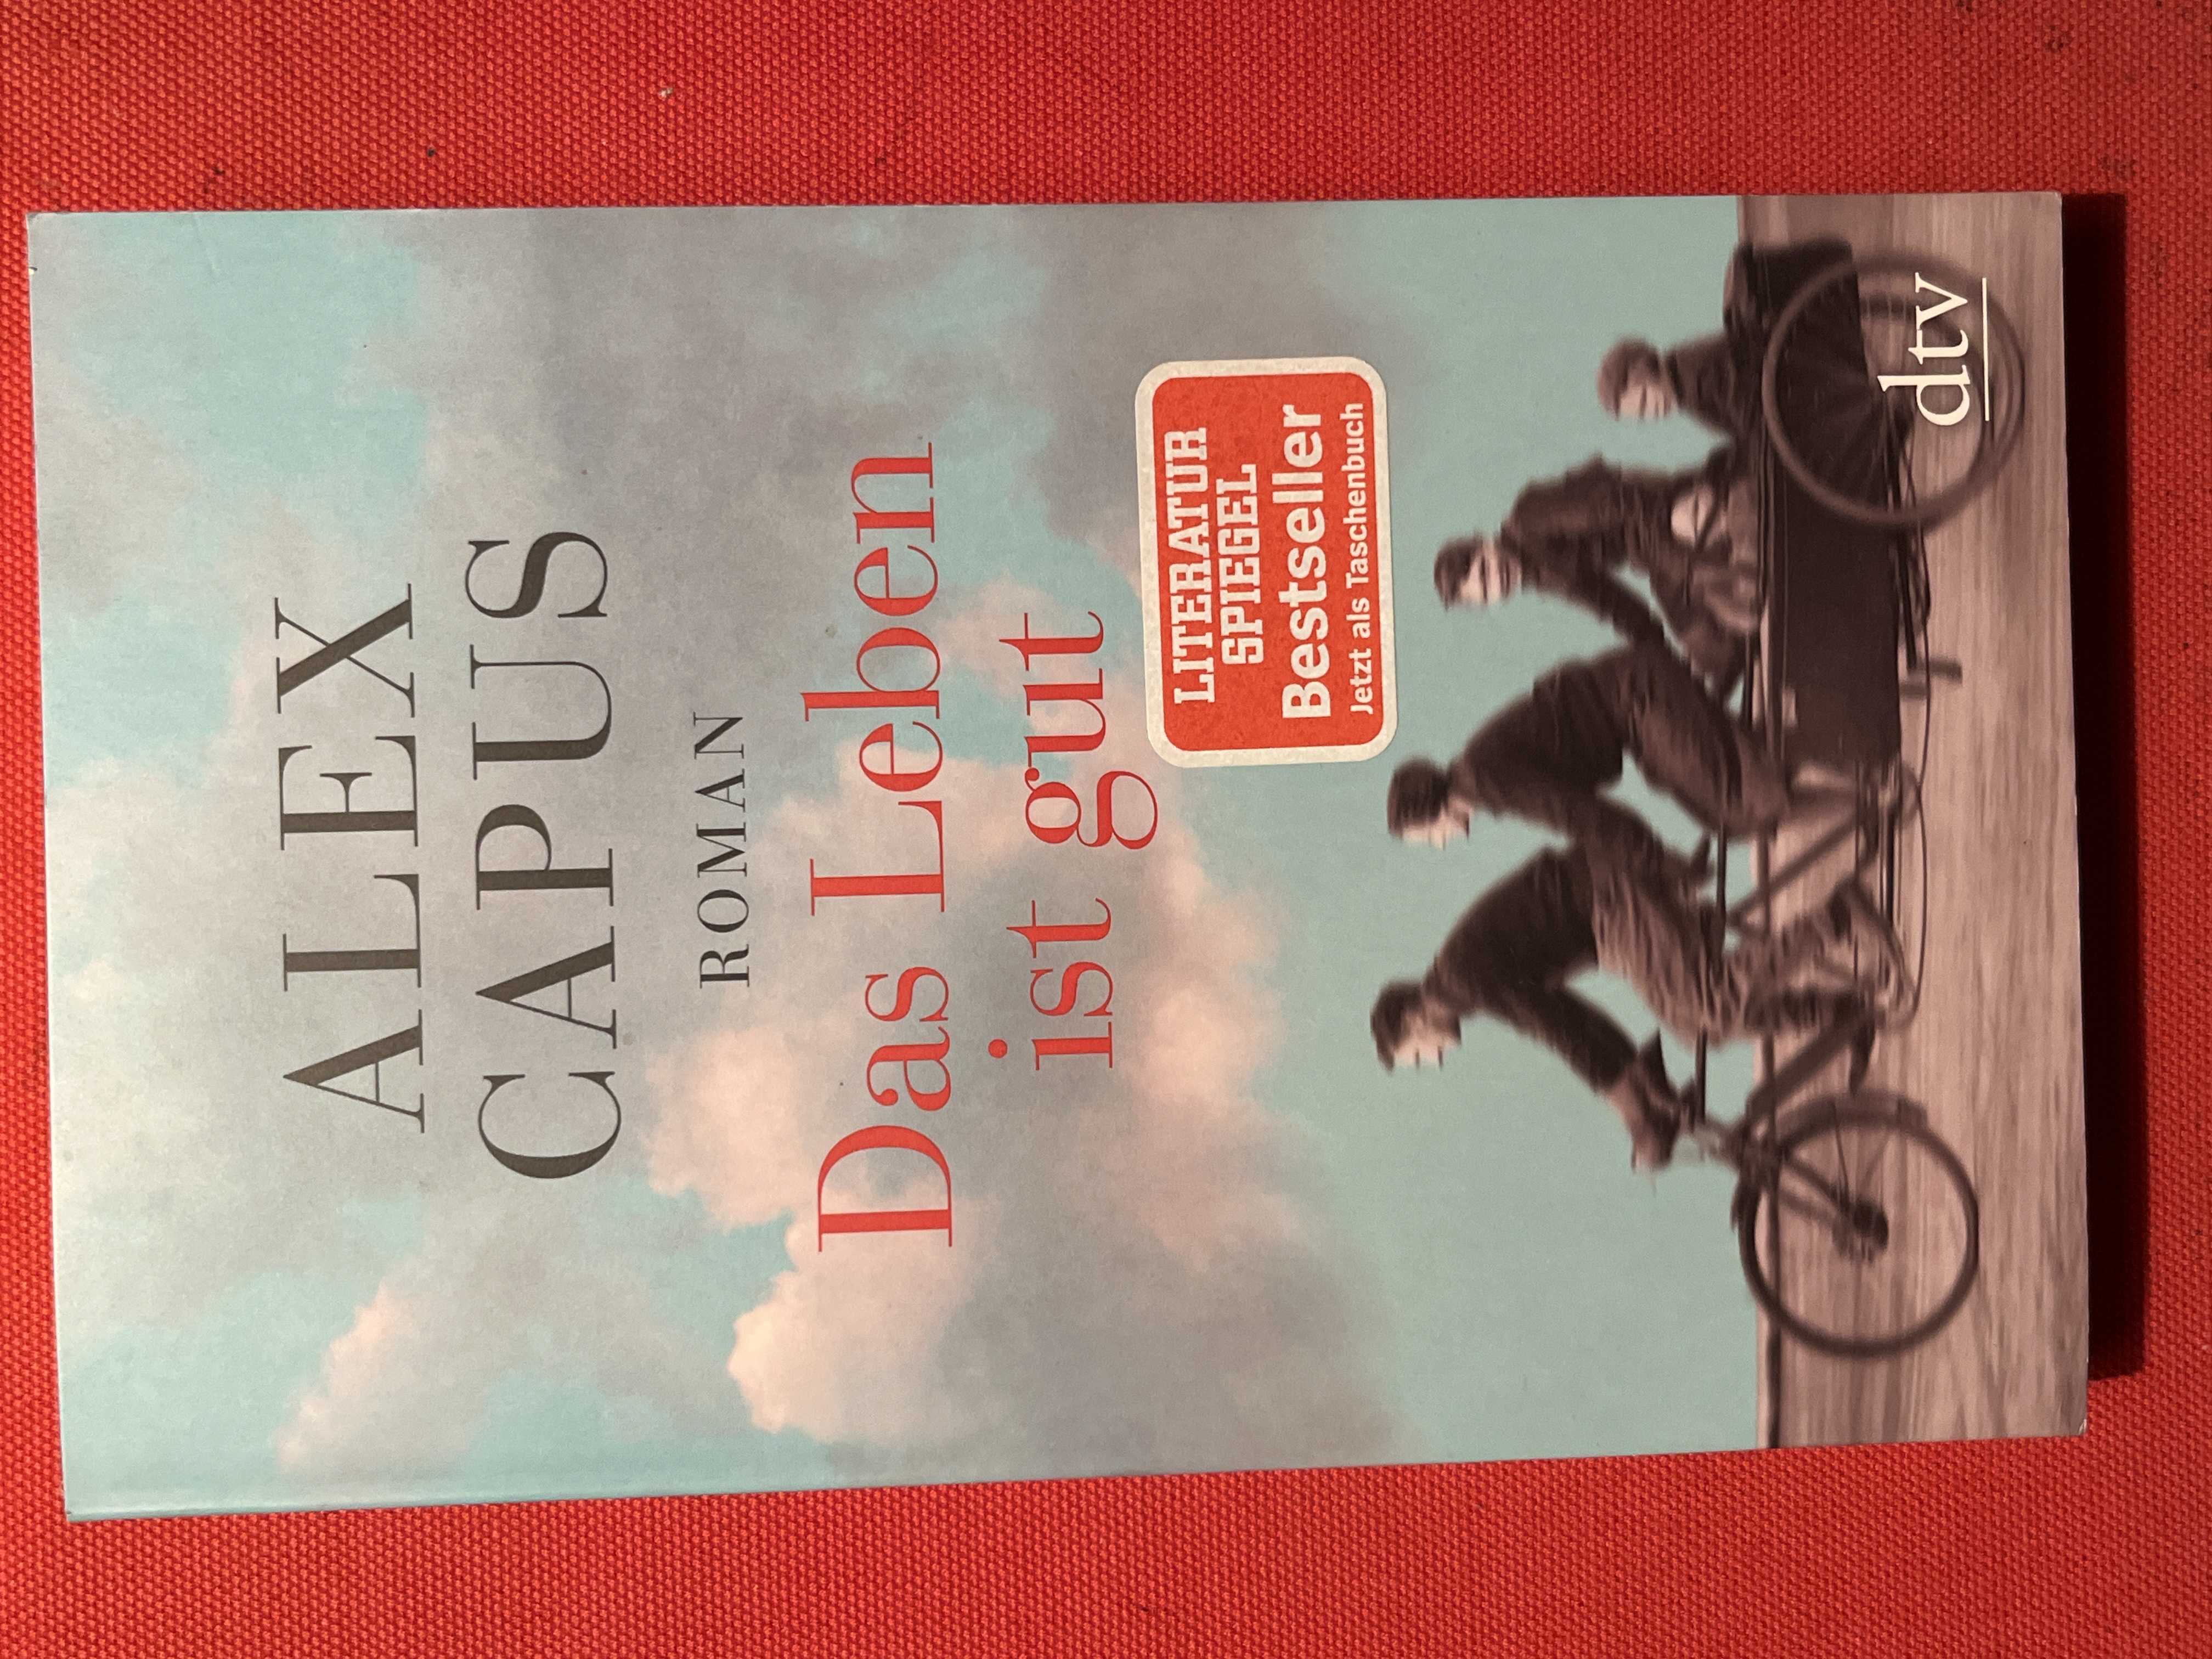 ALEX
CAPUS
ROMAN
Das Leben
ist gut
LITERATUR
SPIEGEL
Bestseller
Jetzt als Taschenbuch
dtv